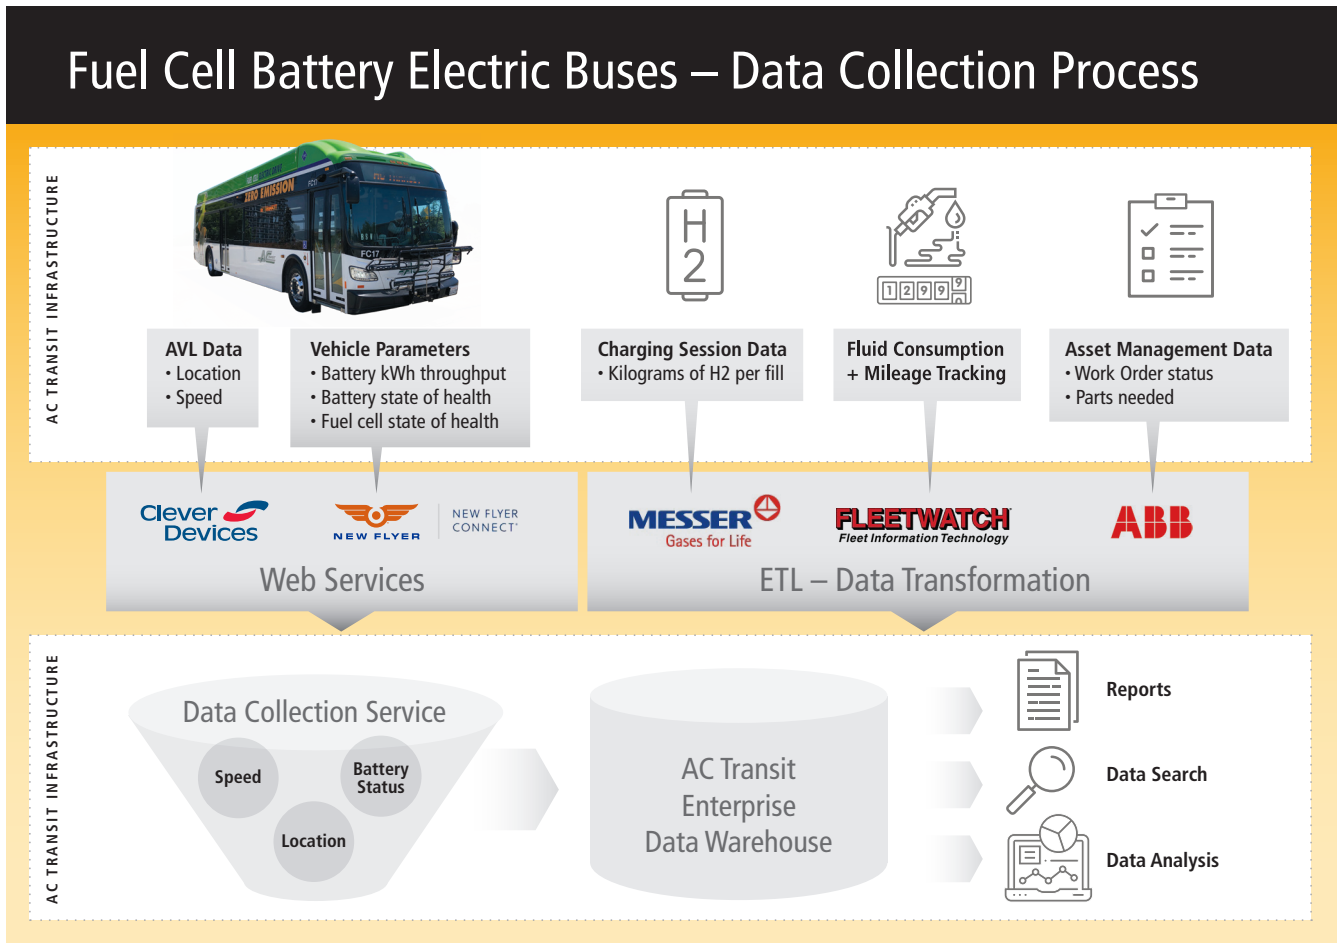 Fuel Cell Battery Electric Buses – Data Collection Process
AC TRANSIT INFRASTRUCTURE
ZERO EMISSION
FC17
H
2
1 2 9 9 9
0
AVL Data
• Location
• Speed
Vehicle Parameters
• Battery kWh throughput
• Battery state of health
• Fuel cell state of health
Charging Session Data
• Kilograms of H2 per fill
Fluid Consumption
+ Mileage Tracking
Asset Management Data
• Work Order status
• Parts needed
Clever
Devices
NEW FLYER
NEW FLYER
CONNECT
Web Services
MESSER
Gases for Life
FLEETWATCH
Fleet Information Technology
ABB
ETL – Data Transformation
AC TRANSIT INFRASTRUCTURE
Data Collection Service
Speed
Battery
Status
Location
AC Transit
Enterprise
Data Warehouse
Reports
Data Search
Data Analysis